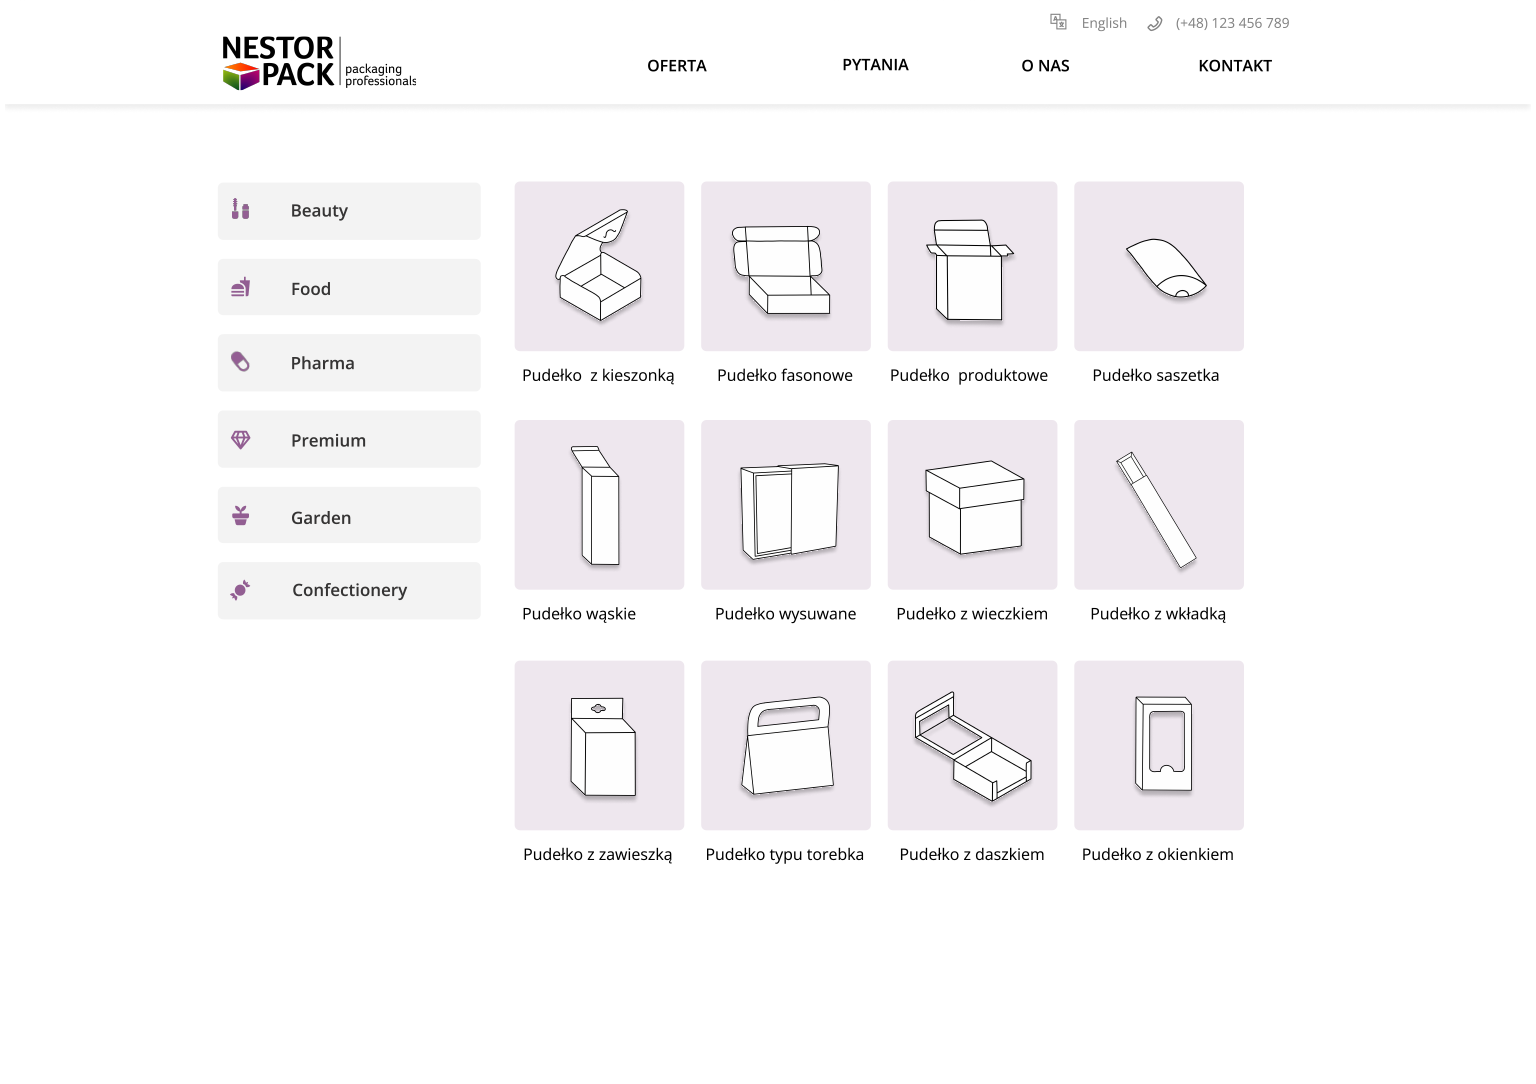 English
(+48) 123 456 789
NESTOR
PACK
packaging
professionals
OFERTA
PYTANIA
O NAS
KONTAKT
Beauty
Food
Pharma
Premium
Garden
Confectionery
Pudełko z kieszonką
Pudełko fasonowe
Pudełko produktowe
Pudełko saszetka
Pudełko wąskie
Pudełko wysuwane
Pudełko z wieczkiem
Pudełko z wkładką
Pudełko z zawieszką
Pudełko typu torebka
Pudełko z daszkiem
Pudełko z okienkiem